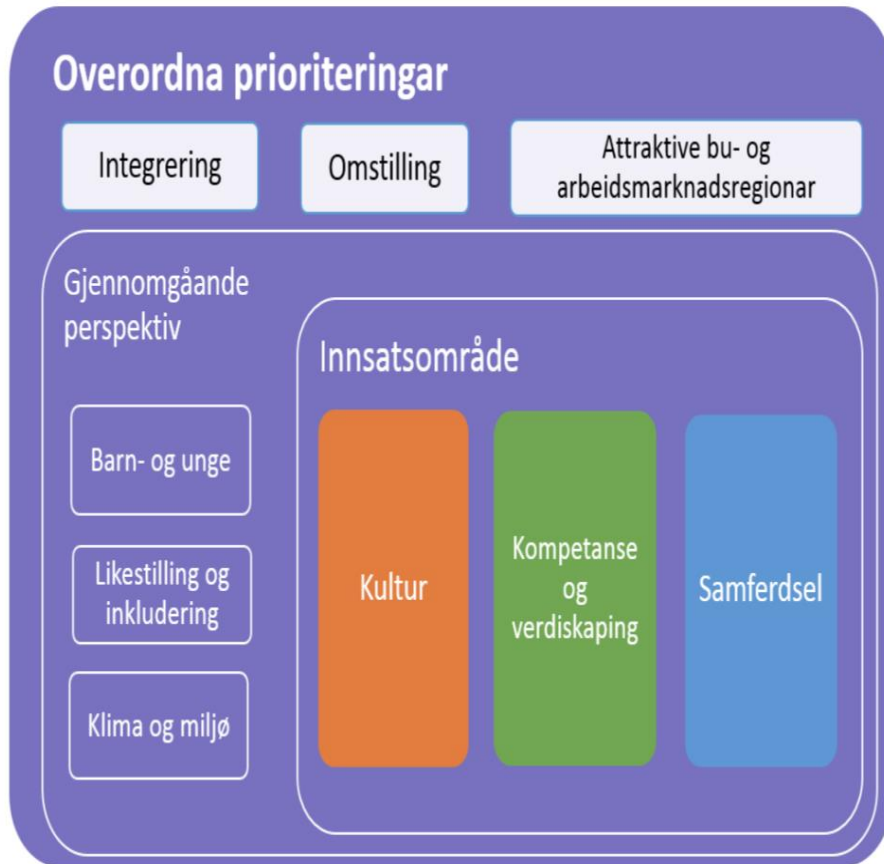 Overordna prioriteringar
Integrering
Omstilling
Attraktive bu- og
arbeidsmarknadsregionar
Gjennomgåande
perspektiv
Barn- og unge
Likestilling og
inkludering
Klima og miljø
Innsatsområde
Kultur
Kompetanse
og
verdiskaping
Samferdsel